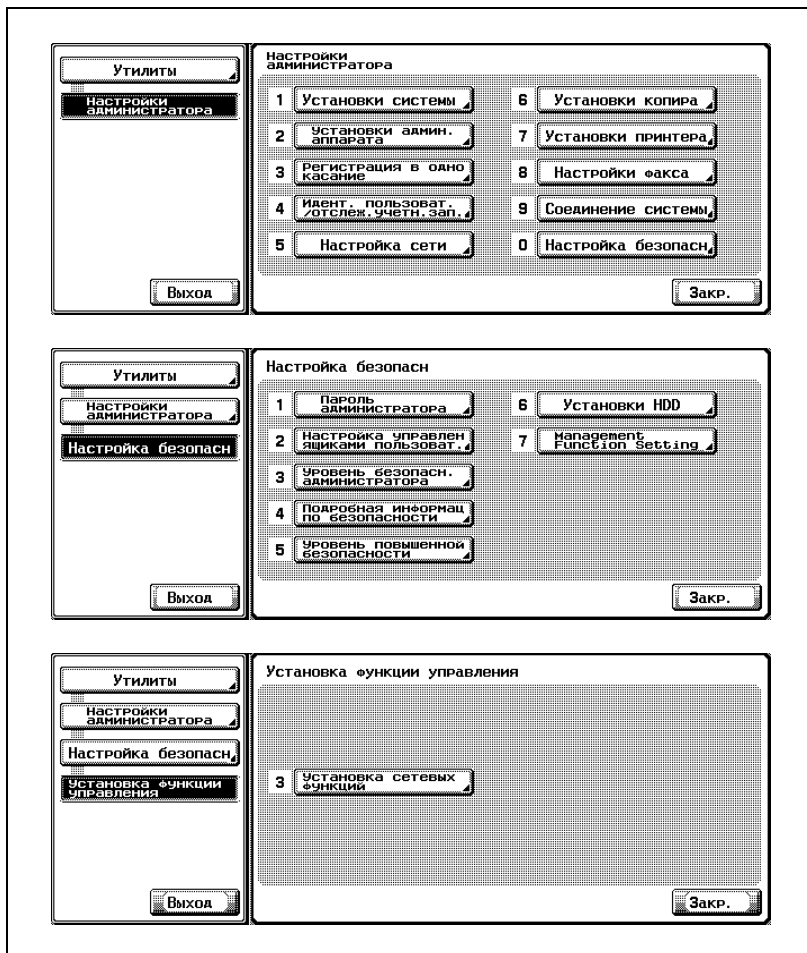 Утилиты
Настройки
администратора
Выход
Настройки
администратора
1 Установки системы
2 Установки админ.
аппарата
3 Регистрация в одно
касание
4 Идент. пользоват.
/отслеж.учетн.зап.
5 Настройка сети
6 Установки копира
7 Установки принтера
8 Настройки факса
9 Соединение системы
0 Настройка безопасн
Закр.
Утилиты
Настройки
администратора
Настройка безопасн
Выход
Настройка безопасн
1 Пароль
администратора
2 Настройка управлен
ящиками пользоват.
3 Уровень безопасн.
администратора
4 Подробная информац
по безопасности
5 Уровень повышенной
безопасности
6 Установки HDD
7 Management
Function Setting
Закр.
Утилиты
Настройки
администратора
Настройка безопасн
Установка функции
управления
Выход
Установка функции управления
3 Установка сетевых
функций
Закр.